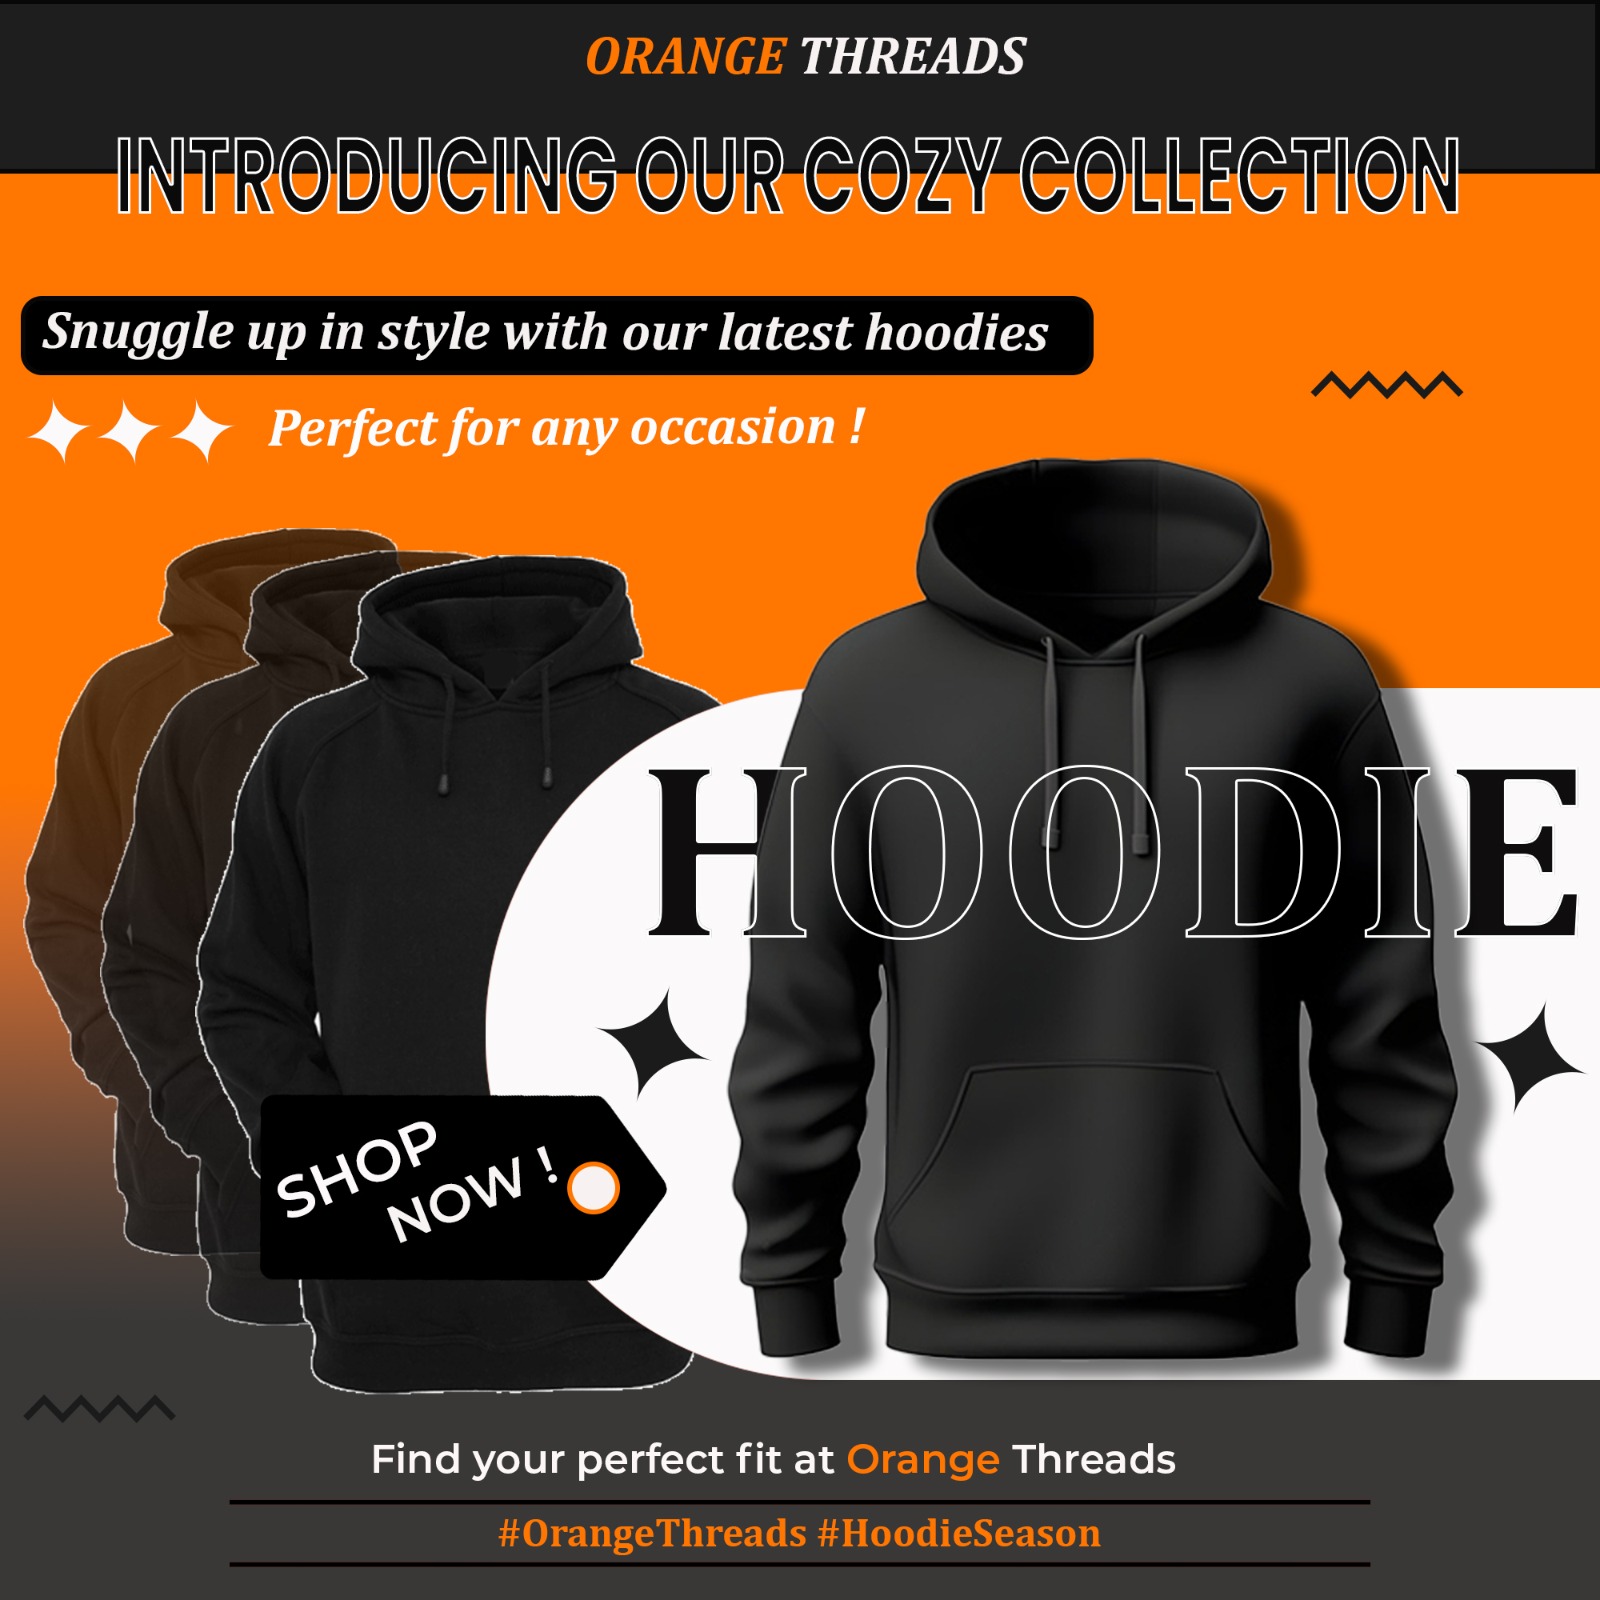 ORANGE THREADS
INTRODUCING OUR COZY COLLECTION
Snuggle up in style with our latest hoodies
Perfect for any occasion !
HOODIE
SHOP
NOW !
Find your perfect fit at Orange Threads
#OrangeThreads #HoodieSeason